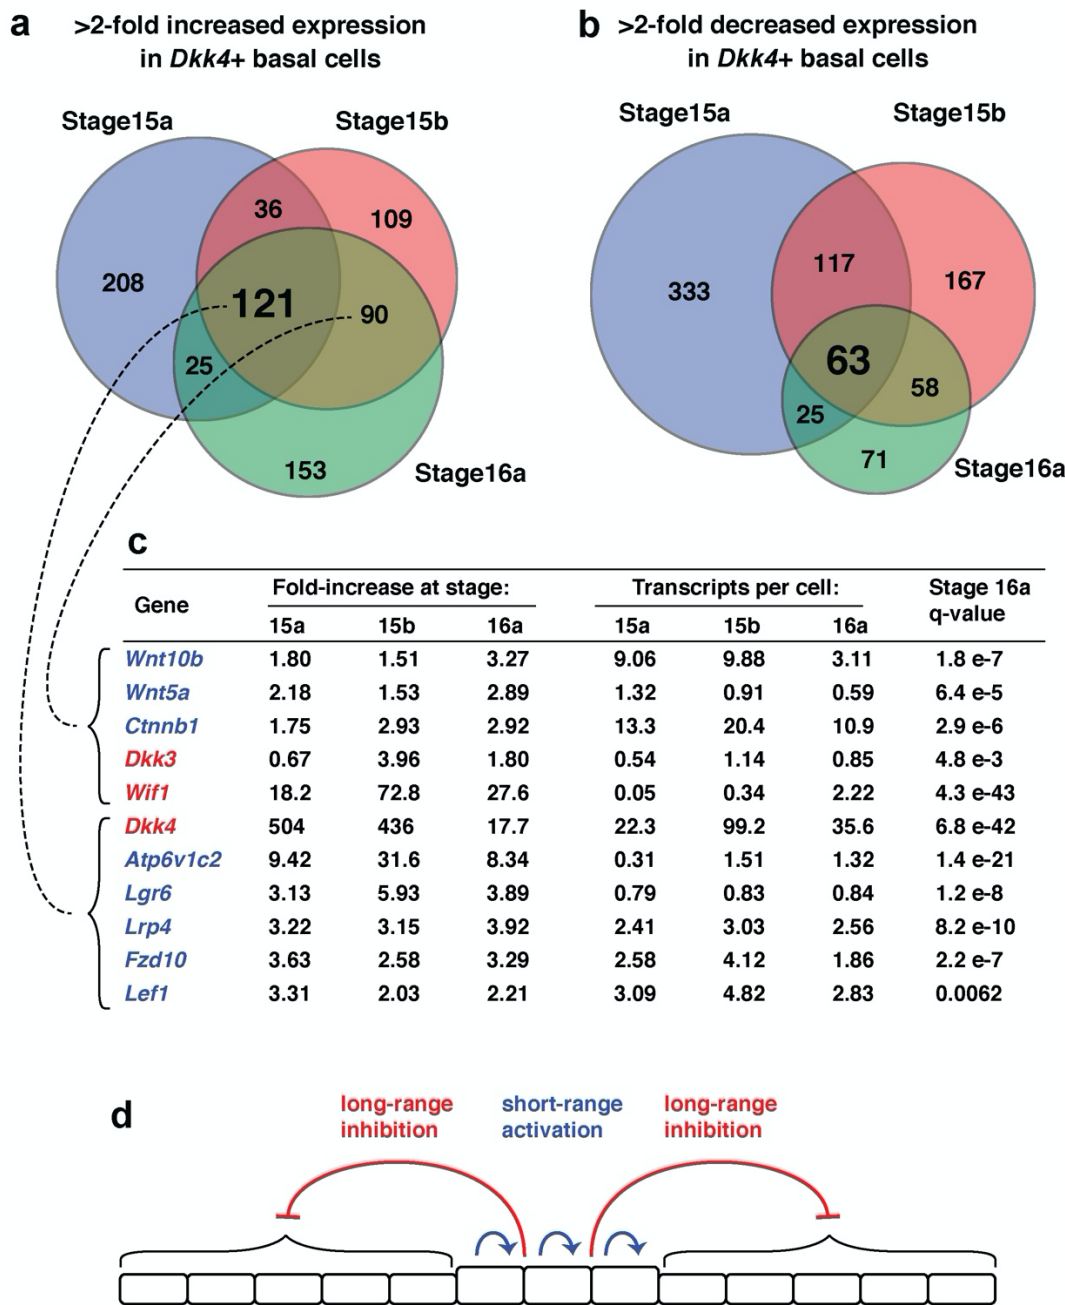 a
>2-fold increased expression
in Dkk4+ basal cells
Stage15a
Stage15b
36
109
208
121
90
25
153
Stage16a
b
>2-fold decreased expression
in Dkk4+ basal cells
Stage15a
Stage15b
117
167
333
63
58
25
71
Stage16a
c
Gene Fold-increase at stage: Transcripts per cell: Stage 16a q-value
15a 15b 16a 15a 15b 16a
Wnt10b 1.80 1.51 3.27 9.06 9.88 3.11 1.8 e-7
Wnt5a 2.18 1.53 2.89 1.32 0.91 0.59 6.4 e-5
Ctnnb1 1.75 2.93 2.92 13.3 20.4 10.9 2.9 e-6
Dkk3 0.67 3.96 1.80 0.54 1.14 0.85 4.8 e-3
Wif1 18.2 72.8 27.6 0.05 0.34 2.22 4.3 e-43
Dkk4 504 436 17.7 22.3 99.2 35.6 6.8 e-42
Atp6v1c2 9.42 31.6 8.34 0.31 1.51 1.32 1.4 e-21
Lgr6 3.13 5.93 3.89 0.79 0.83 0.84 1.2 e-8
Lrp4 3.22 3.15 3.92 2.41 3.03 2.56 8.2 e-10
Fzd10 3.63 2.58 3.29 2.58 4.12 1.86 2.2 e-7
Lef1 3.31 2.03 2.21 3.09 4.82 2.83 0.0062
d
long-range
inhibition
short-range
activation
long-range
inhibition